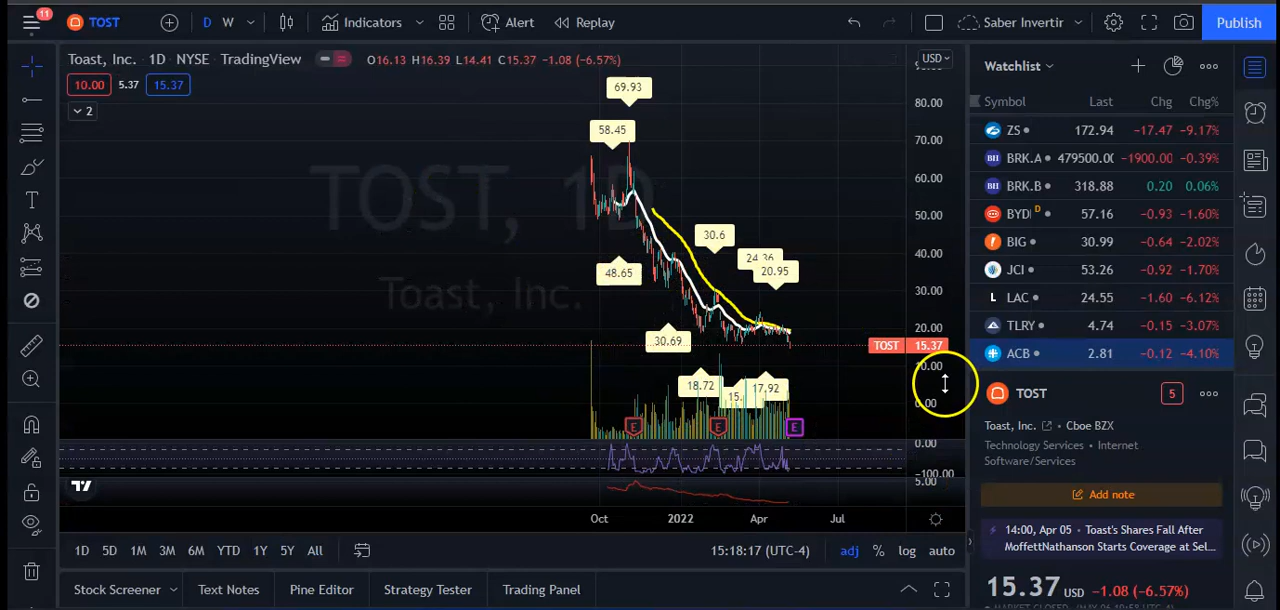 11
TOST
D W
Indicators
Alert
Replay
Saber Invertir
Publish
Toast, Inc. · 1D · NYSE · TradingView
O16.13 H16.39 L14.41 C15.37 −1.08 (−6.57%)
USD
10.00 5.37 15.37
2
TOST, 1D
Toast, Inc.
69.93
58.45
48.65
30.6
24.36
20.95
30.69
18.72
17.92
80.00
70.00
60.00
50.00
40.00
30.00
20.00
TOST 15.37
10.00
0.00
0.00
−100.00
5.00
E
E
E
Oct 2022 Apr Jul
1D 5D 1M 3M 6M YTD 1Y 5Y All
15:18:17 (UTC-4)
adj % log auto
Stock Screener Text Notes Pine Editor Strategy Tester Trading Panel
Watchlist
Symbol Last Chg Chg%
ZS 172.94 −17.47 −9.17%
BRK.A 479500.00 −1900.00 −0.39%
BRK.B 318.88 0.20 0.06%
BYD D 57.16 −0.93 −1.60%
BIG 30.99 −0.64 −2.02%
JCI 53.26 −0.92 −1.70%
LAC 24.55 −1.60 −6.12%
TLRY 4.74 −0.15 −3.07%
ACB 2.81 −0.12 −4.10%
TOST 5
Toast, Inc. • Cboe BZX
Technology Services • Internet
Software/Services
Add note
14:00, Apr 05 • Toast's Shares Fall After
MoffettNathanson Starts Coverage at Sel...
15.37 USD −1.08 (−6.57%)